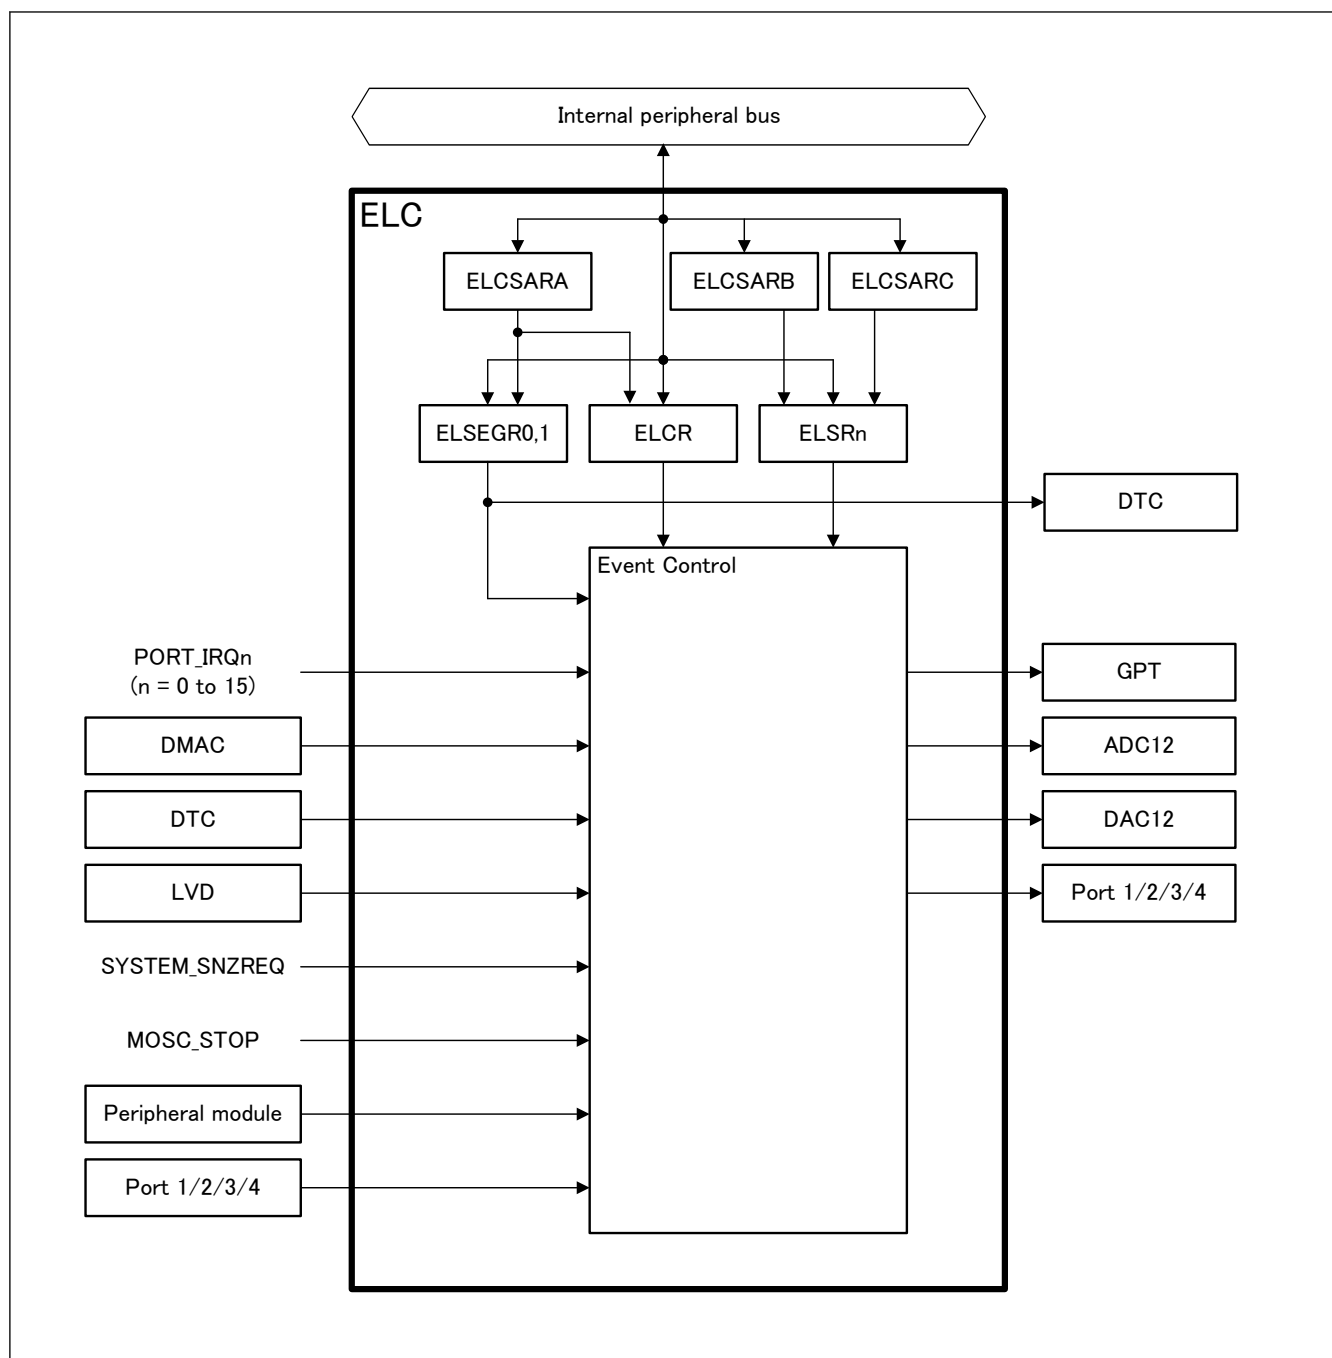 Internal peripheral bus
ELC
ELCSARA
ELCSARB
ELCSARC
ELSEGR0,1
ELCR
ELSRn
DTC
Event Control
PORT_IRQn
(n = 0 to 15)
GPT
DMAC
ADC12
DTC
DAC12
LVD
Port 1/2/3/4
SYSTEM_SNZREQ
MOSC_STOP
Peripheral module
Port 1/2/3/4